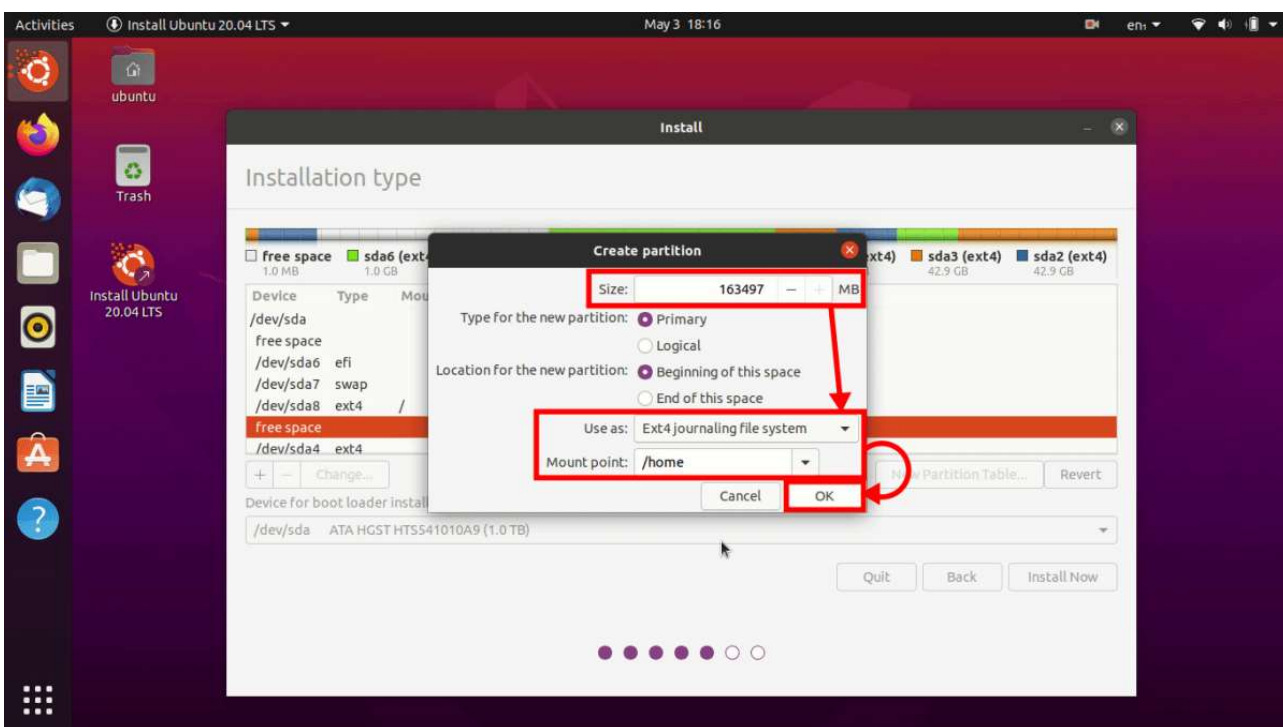 Activities Install Ubuntu 20.04 LTS May 3 18:16 en₁
ubuntu
Trash
Install Ubuntu
20.04 LTS
Install
Installation type
free space sda6 (ext4) sda3 (ext4) sda2 (ext4)
1.0 MB 1.0 GB 42.9 GB 42.9 GB
Device Type Mou
/dev/sda
free space
/dev/sda6 efi
/dev/sda7 swap
/dev/sda8 ext4 /
free space
/dev/sda4 ext4
+ - Change... New Partition Table... Revert
Device for boot loader install
/dev/sda ATA HGST HTS541010A9 (1.0 TB)
Quit Back Install Now
Create partition
Size: 163497 - + MB
Type for the new partition: Primary
Logical
Location for the new partition: Beginning of this space
End of this space
Use as: Ext4 journaling file system
Mount point: /home
Cancel OK